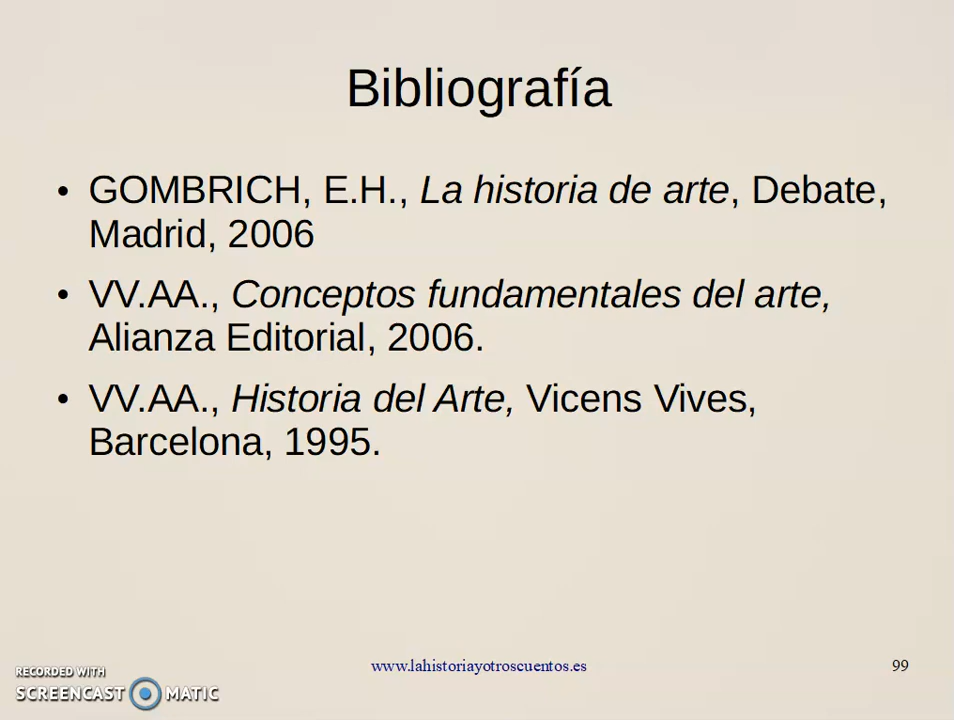 Bibliografía
• GOMBRICH, E.H., La historia de arte, Debate,
Madrid, 2006
• VV.AA., Conceptos fundamentales del arte,
Alianza Editorial, 2006.
• VV.AA., Historia del Arte, Vicens Vives,
Barcelona, 1995.
www.lahistoriayotroscuentos.es
99
RECORDED WITH
SCREENCAST MATIC